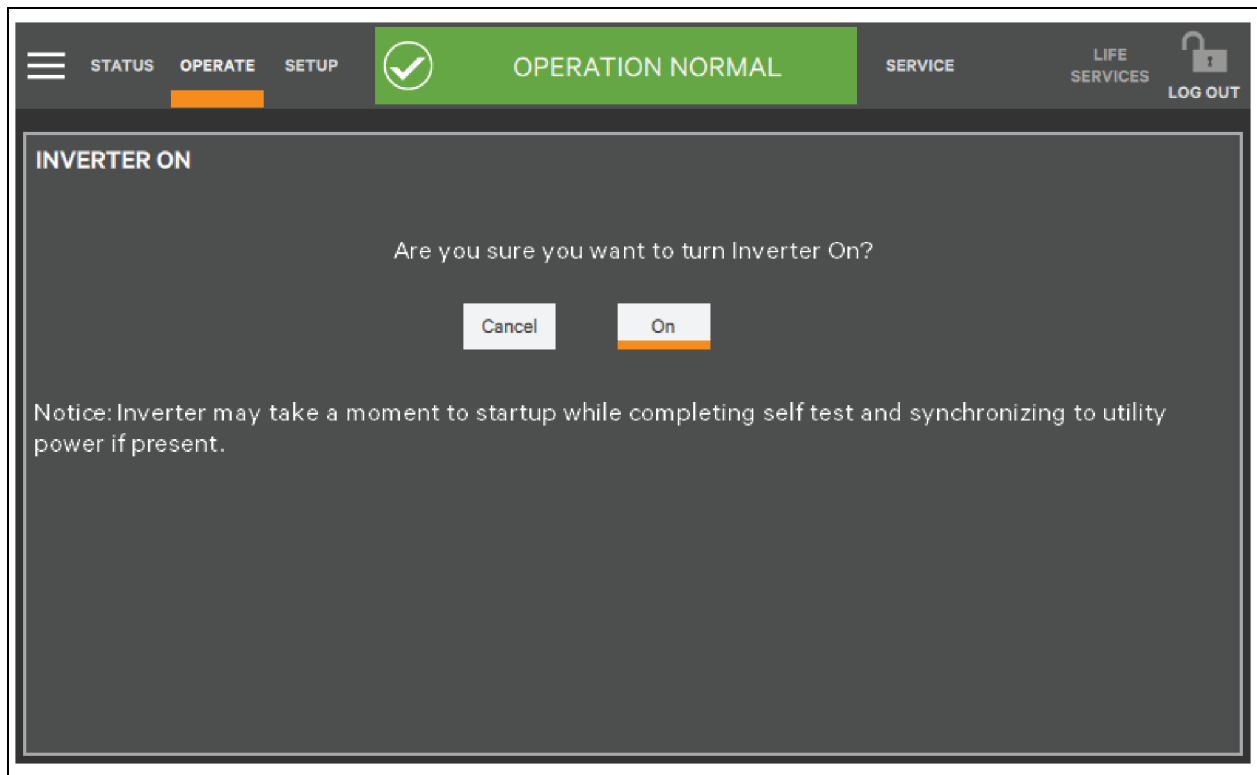 STATUS OPERATE SETUP OPERATION NORMAL SERVICE LIFE
SERVICES
LOG OUT
INVERTER ON
Are you sure you want to turn Inverter On?
Cancel On
Notice: Inverter may take a moment to startup while completing self test and synchronizing to utility
power if present.